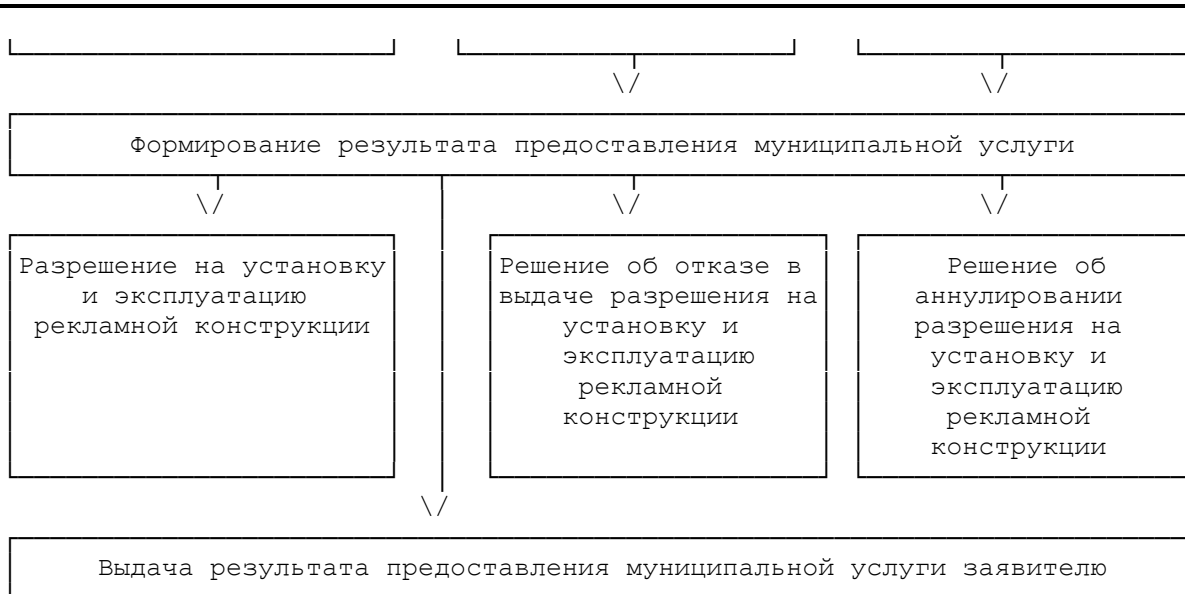 Формирование результата предоставления муниципальной услуги
Разрешение на установку
и эксплуатацию
рекламной конструкции
Решение об отказе в
выдаче разрешения на
установку и
эксплуатацию
рекламной
конструкции
Решение об
аннулировании
разрешения на
установку и
эксплуатацию
рекламной
конструкции
Выдача результата предоставления муниципальной услуги заявителю